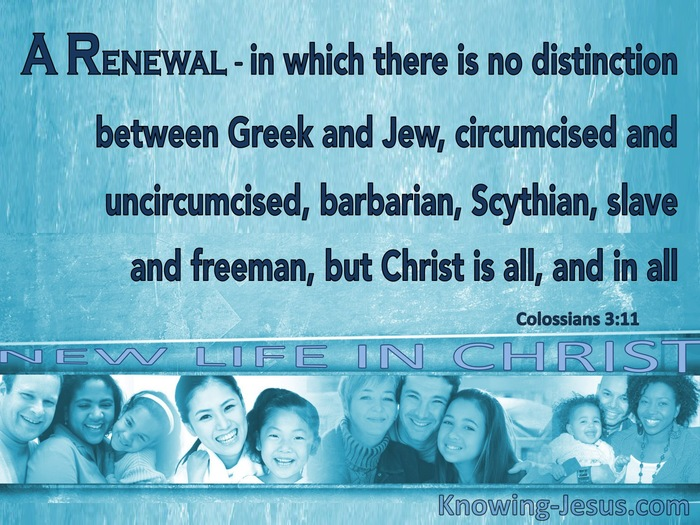 A RENEWAL - in which there is no distinction
between Greek and Jew, circumcised and
uncircumcised, barbarian, Scythian, slave
and freeman, but Christ is all, and in all
Colossians 3:11
NEW LIFE IN CHRIST
Knowing-Jesus.com